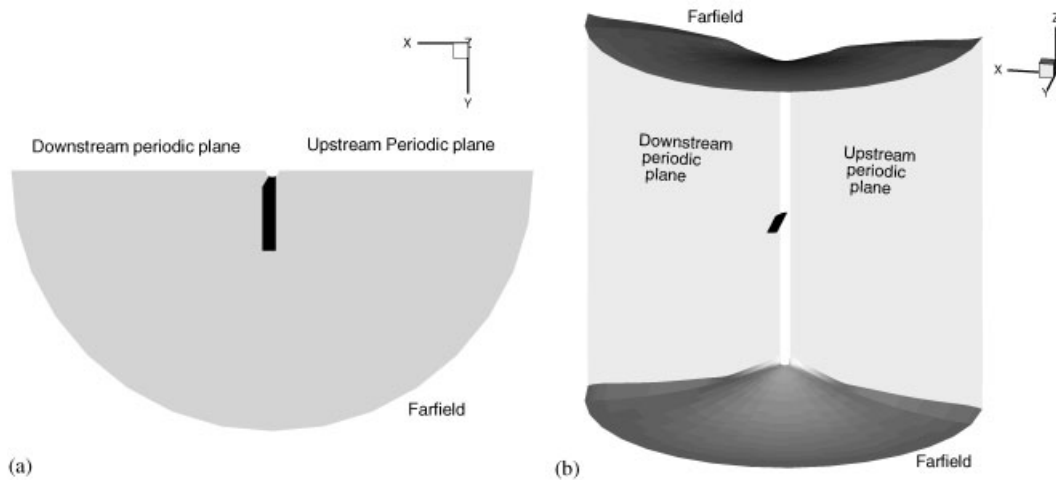 X
Z
Y
Downstream periodic plane
Upstream Periodic plane
Farfield
(a)
Farfield
Z
X
Y
Downstream
periodic
plane
Upstream
periodic
plane
Farfield
(b)